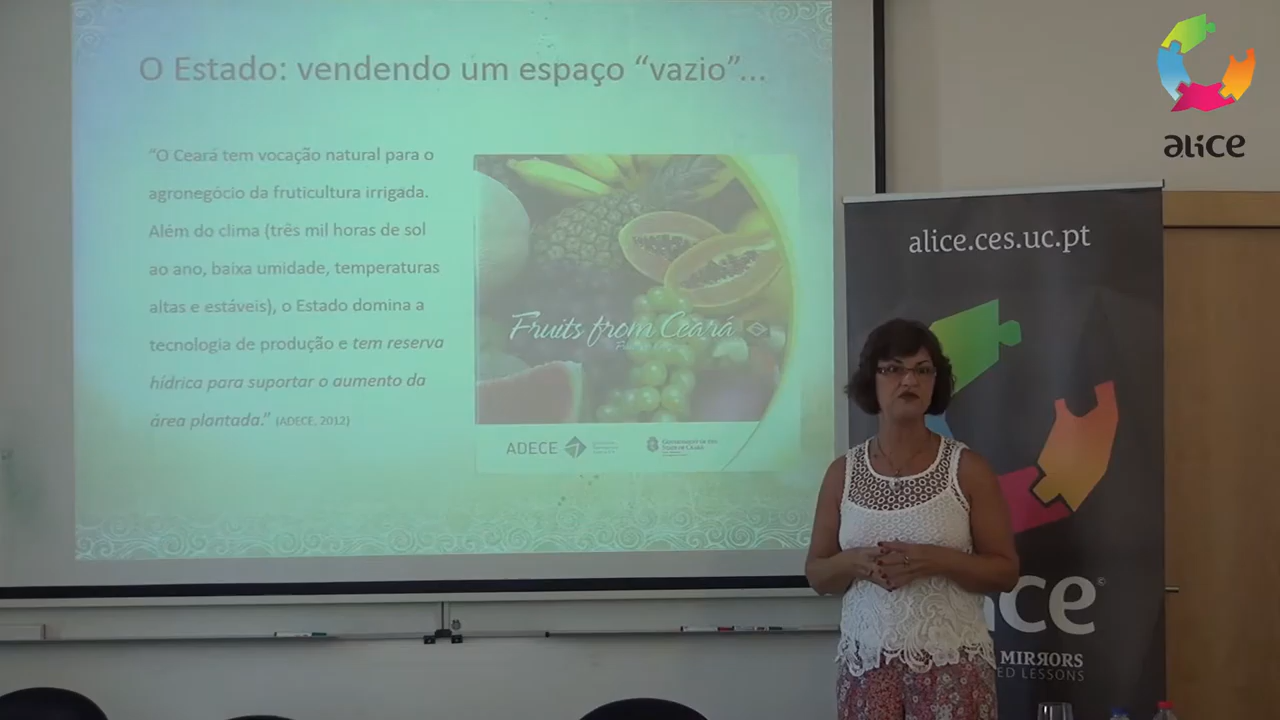 O Estado: vendendo um espaço “vazio”...
“O Ceará tem vocação natural para o
agronegócio da fruticultura irrigada.
Além do clima (três mil horas de sol
ao ano, baixa umidade, temperaturas
altas e estáveis), o Estado domina a
tecnologia de produção e tem reserva
hídrica para suportar o aumento da
área plantada.” (ADECE, 2012)
Fruits from Ceará
ADECE
alice
alice.ces.uc.pt
ice
MIRRORS
ED LESSONS